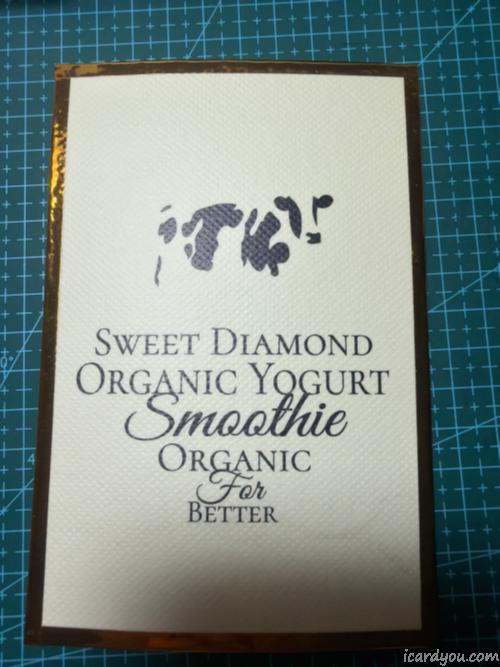 SWEET DIAMOND
ORGANIC YOGURT
Smoothie
ORGANIC
For
BETTER
icardyou.com